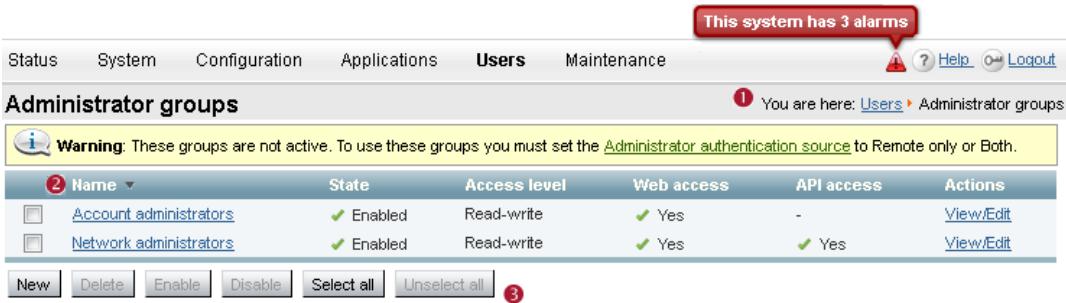 This system has 3 alarms
Status System Configuration Applications Users Maintenance ? Help Logout
Administrator groups 1 You are here: Users Administrator groups
i Warning: These groups are not active. To use these groups you must set the Administrator authentication source to Remote only or Both.
2 Name State Access level Web access API access Actions
Account administrators Enabled Read-write Yes - View/Edit
Network administrators Enabled Read-write Yes Yes View/Edit
New Delete Enable Disable Select all Unselect all 3